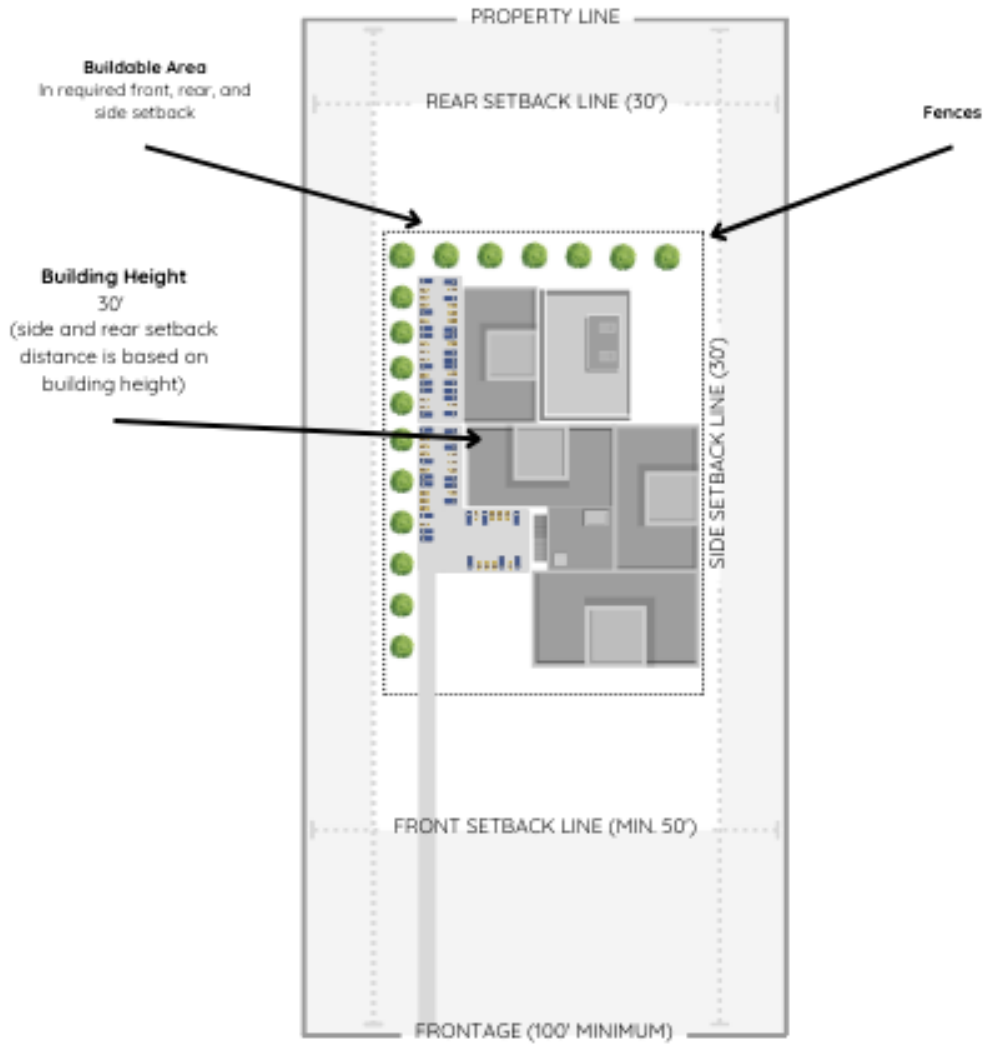 PROPERTY LINE
Buildable Area
In required front, rear, and
side setback
REAR SETBACK LINE (30')
Fences
Building Height
30'
(side and rear setback
distance is based on
building height)
SIDE SETBACK LINE (30')
FRONT SETBACK LINE (MIN. 50')
FRONTAGE (100' MINIMUM)